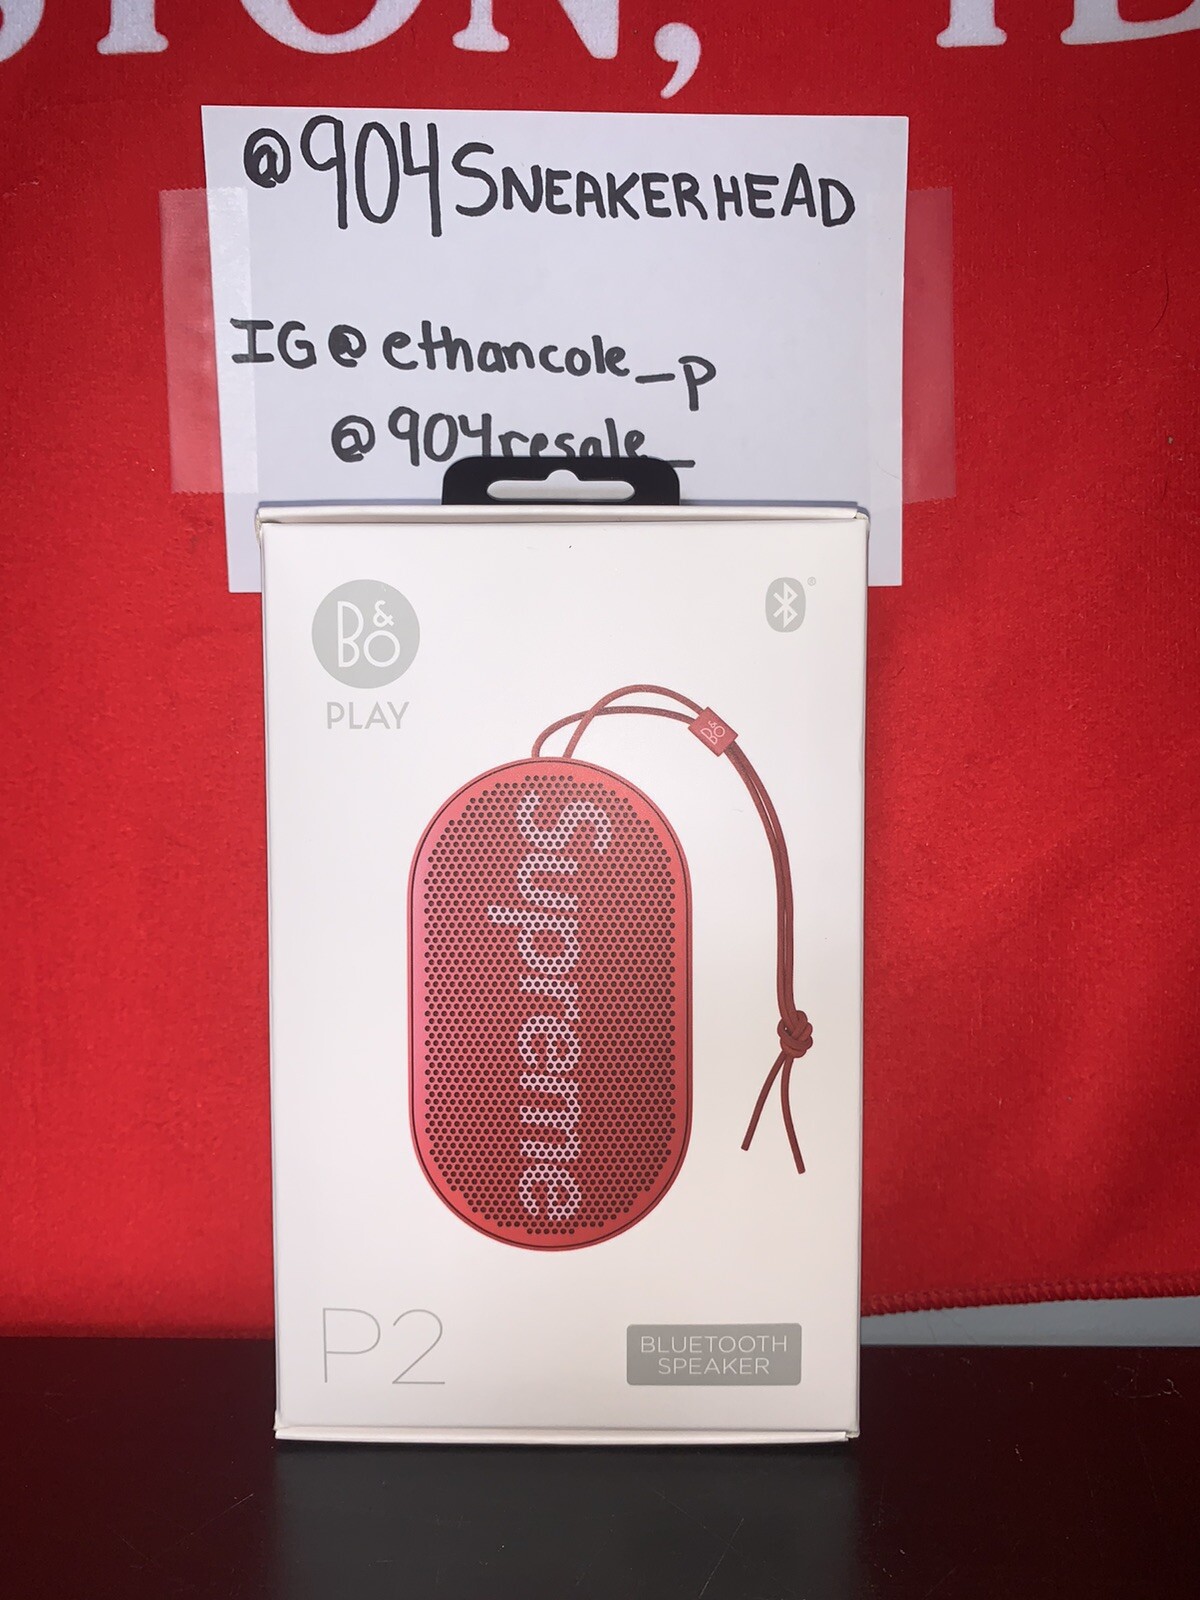 @904SNEAKERHEAD
IG@ethancole_p
@904resale_
B&O
PLAY
B&O
Supreme
P2
BLUETOOTH
SPEAKER